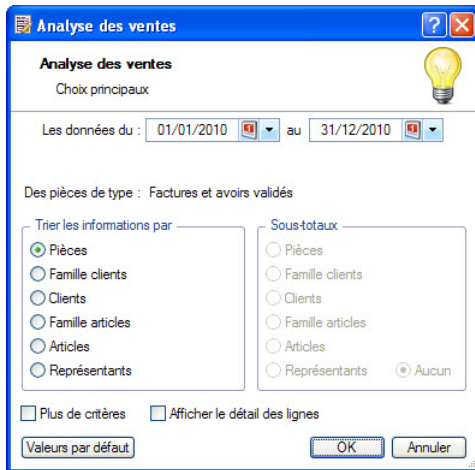 Analyse des ventes
Analyse des ventes
Choix principaux
Les données du : 01/01/2010 au 31/12/2010
Des pièces de type : Factures et avoirs validés
Trier les informations par
Pièces
Famille clients
Clients
Famille articles
Articles
Représentants
Sous-totaux
Pièces
Famille clients
Clients
Famille articles
Articles
Représentants Aucun
Plus de critères Afficher le détail des lignes
Valeurs par défaut OK Annuler